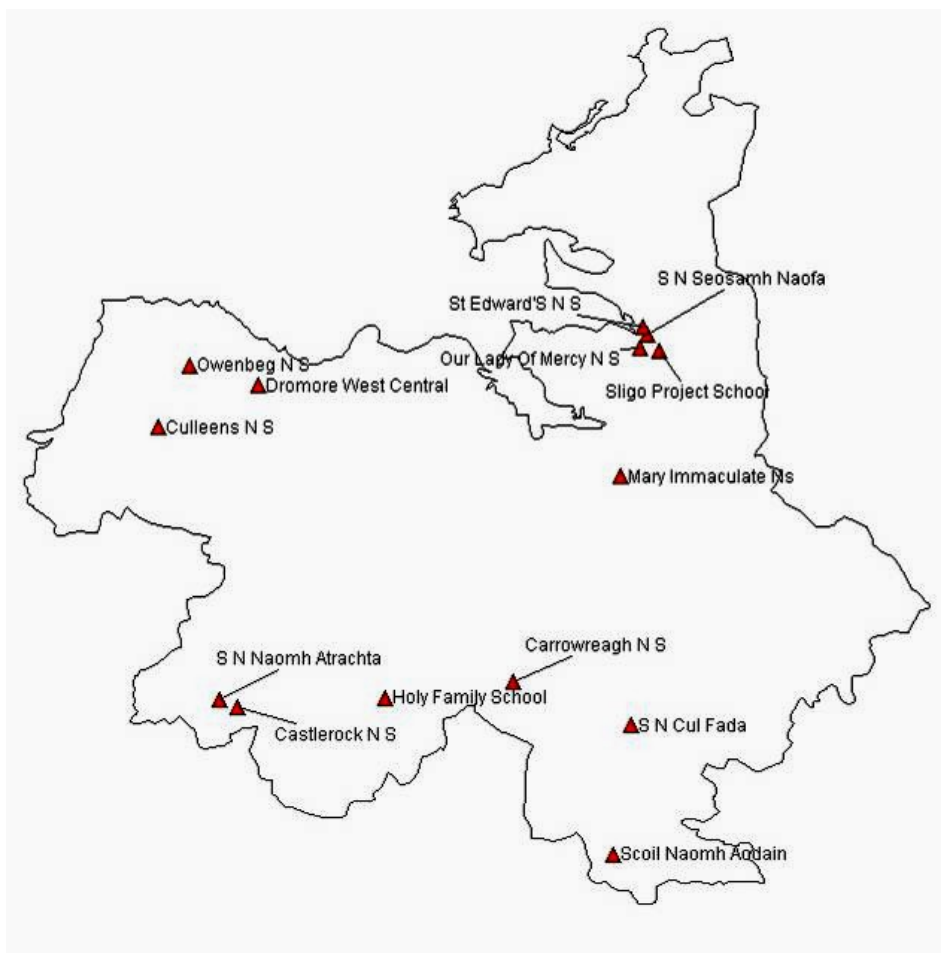 S N Seosamh Naofa
St Edward'S N S
Our Lady Of Mercy N S
Owenbeg N S
Dromore West Central
Sligo Project School
Culleens N S
Mary Immaculate Ns
Carrowreagh N S
S N Naomh Atrachta
Holy Family School
Castlerock N S
S N Cul Fada
Scoil Naomh Aodain